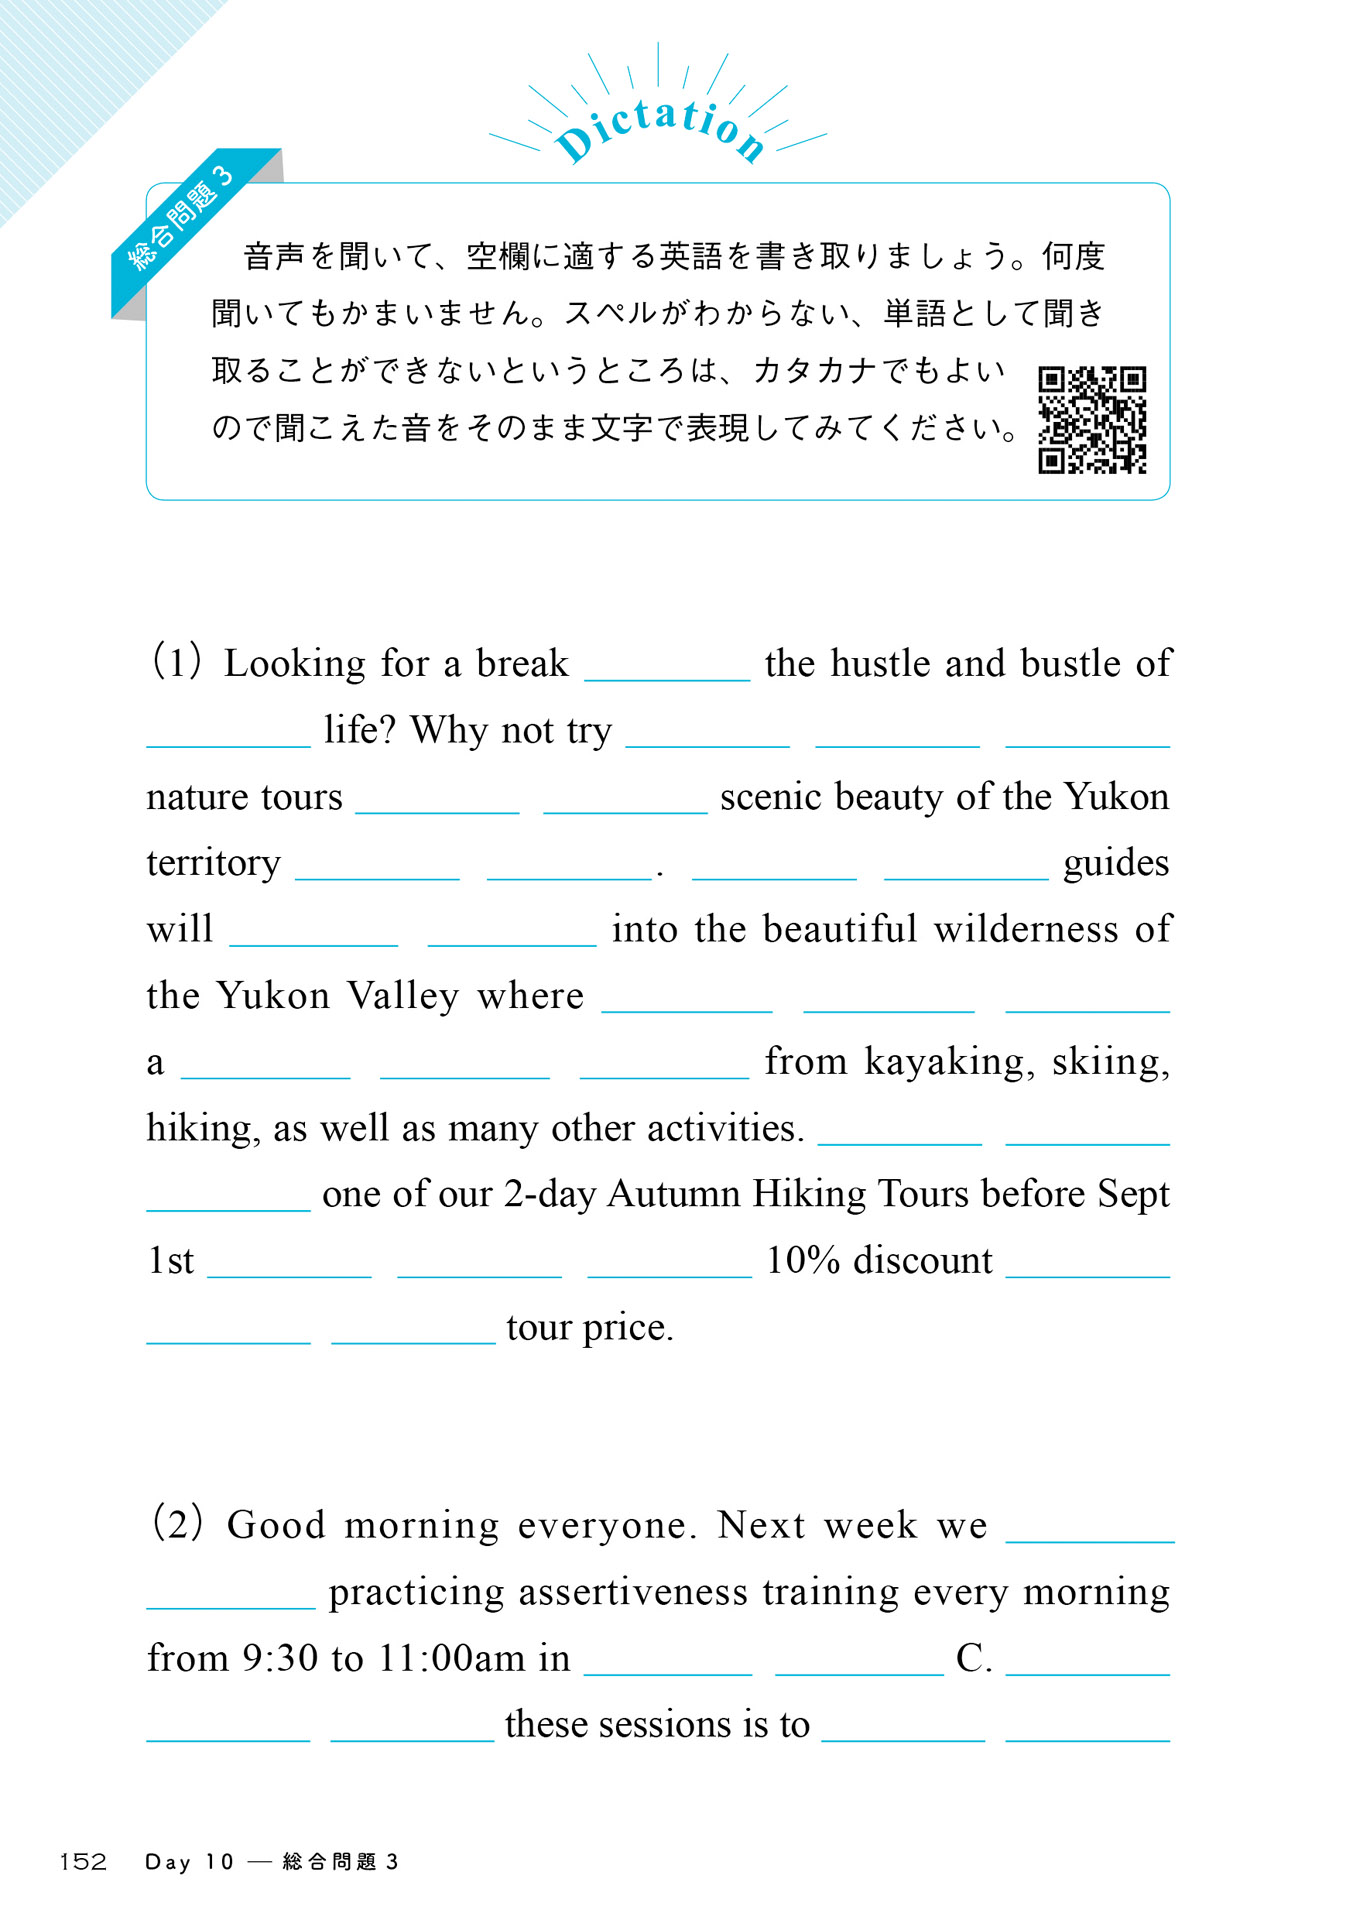 Dictation
総合問題 3
音声を聞いて、空欄に適する英語を書き取りましょう。何度
聞いてもかまいません。スペルがわからない、単語として聞き
取ることができないというところは、カタカナでもよい
ので聞こえた音をそのまま文字で表現してみてください。
(1) Looking for a break ________ the hustle and bustle of
________ life? Why not try ________ ________ ________
nature tours ________ ________ scenic beauty of the Yukon
territory ________ ________. ________ ________ guides
will ________ ________ into the beautiful wilderness of
the Yukon Valley where ________ ________ ________
a ________ ________ ________ from kayaking, skiing,
hiking, as well as many other activities. ________ ________
________ one of our 2-day Autumn Hiking Tours before Sept
1st ________ ________ ________ 10% discount ________
________ ________ tour price.
(2) Good morning everyone. Next week we ________
________ practicing assertiveness training every morning
from 9:30 to 11:00am in ________ ________ C. ________
________ ________ these sessions is to ________ ________
152 Day 10 — 総合問題 3